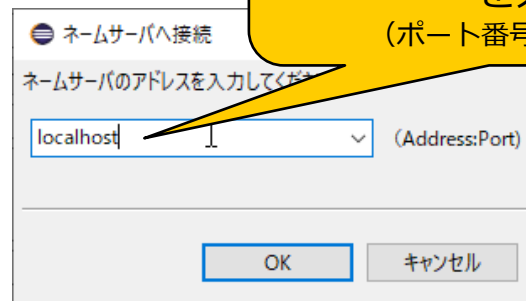 ネームサーバへ接続
（ポート番号
ネームサーバのアドレスを入力してくだ
localhost
(Address:Port)
OK
キャンセル